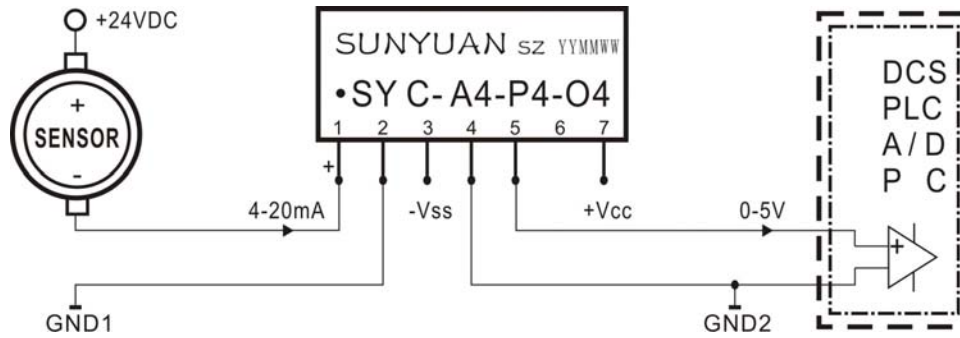 +24VDC
+
SENSOR
-
SUNYUAN SZ YYMMWW
•SY C- A4-P4-O4
1 2 3 4 5 6 7
+
4-20mA
-Vss
+Vcc
0-5V
GND1
GND2
DCS
PLC
A/D
P C
+